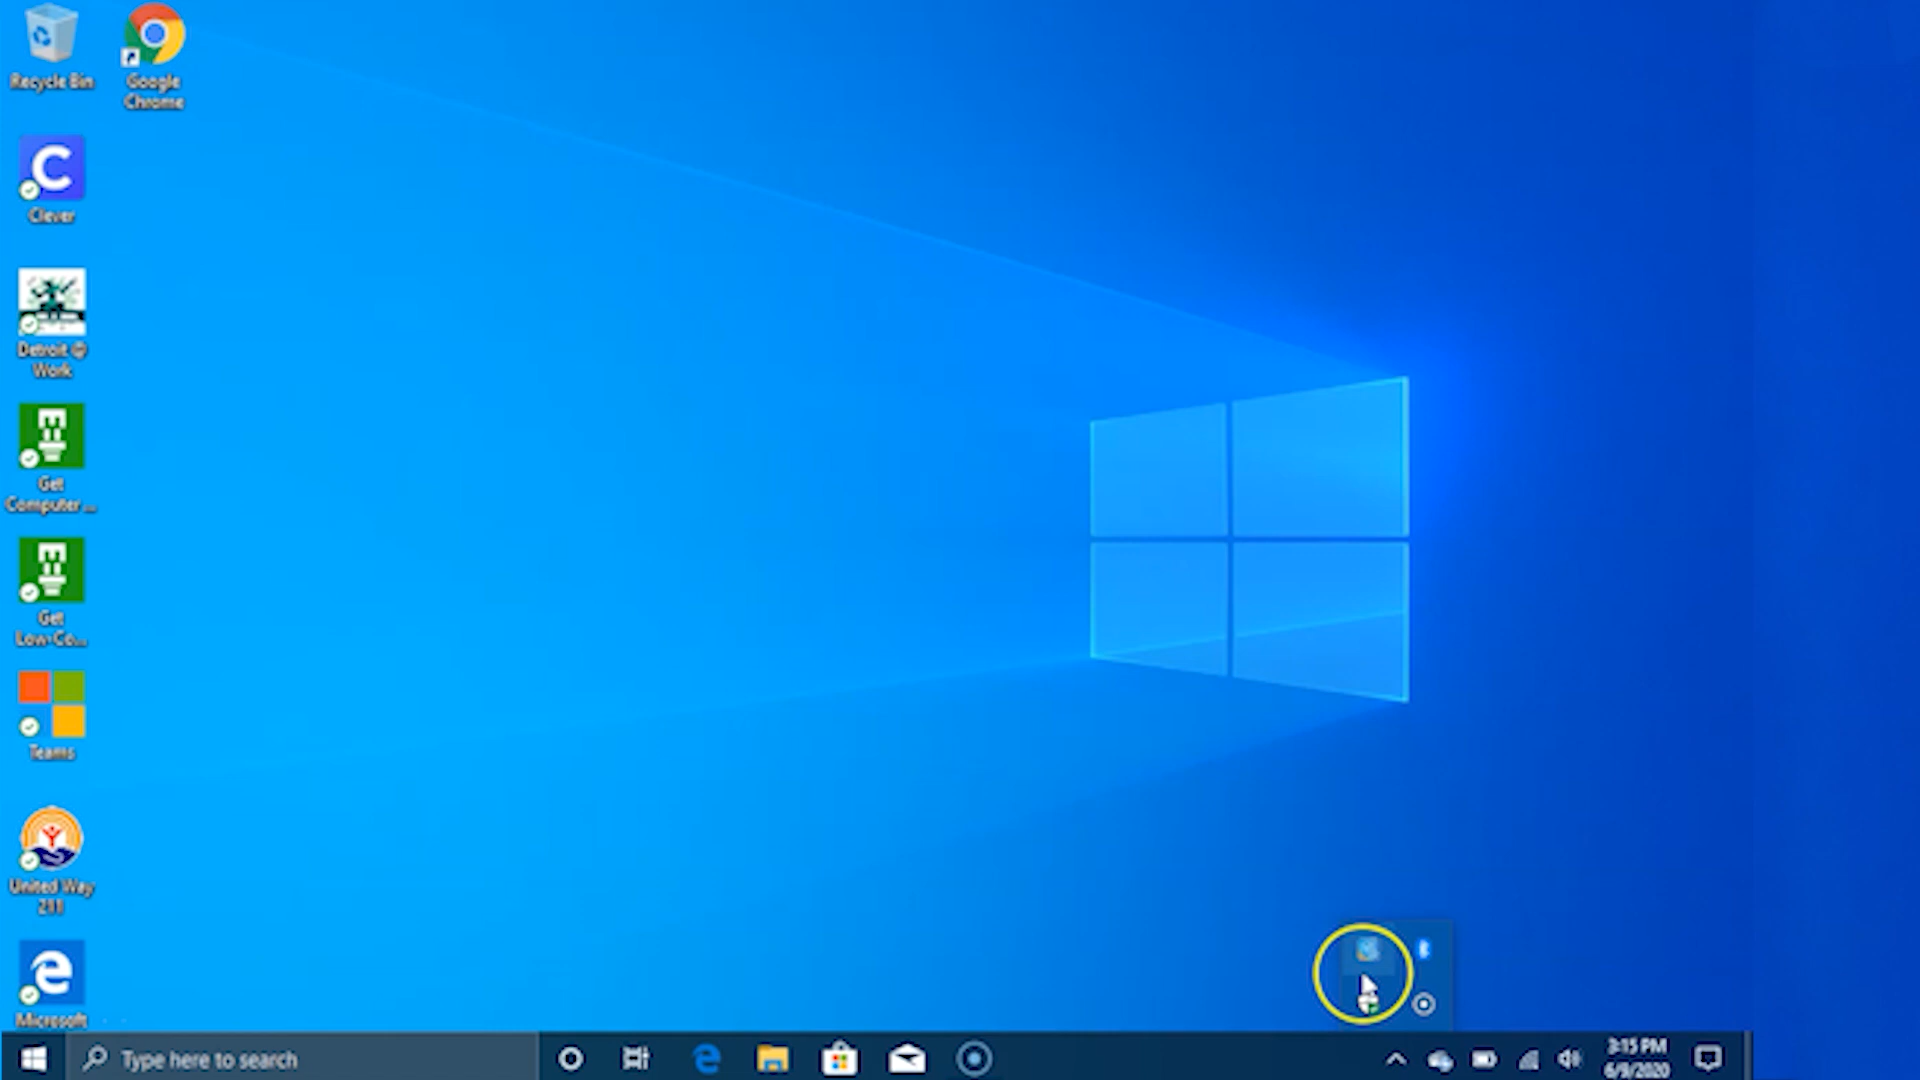 Recycle Bin
Google
Chrome
Clever
Detroit @
Work
Get
Computer ...
Get
Low-Co...
Teams
United Way
211
Microsoft
Type here to search
3:15 PM
6/9/2020